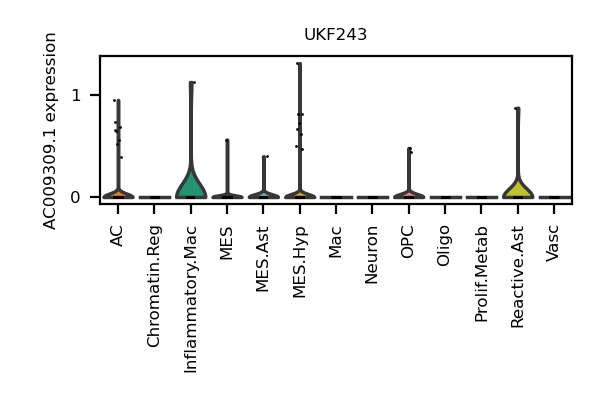 UKF243
AC009309.1 expression
1
0
AC
Chromatin.Reg
Inflammatory.Mac
MES
MES.Ast
MES.Hyp
Mac
Neuron
OPC
Oligo
Prolif.Metab
Reactive.Ast
Vasc